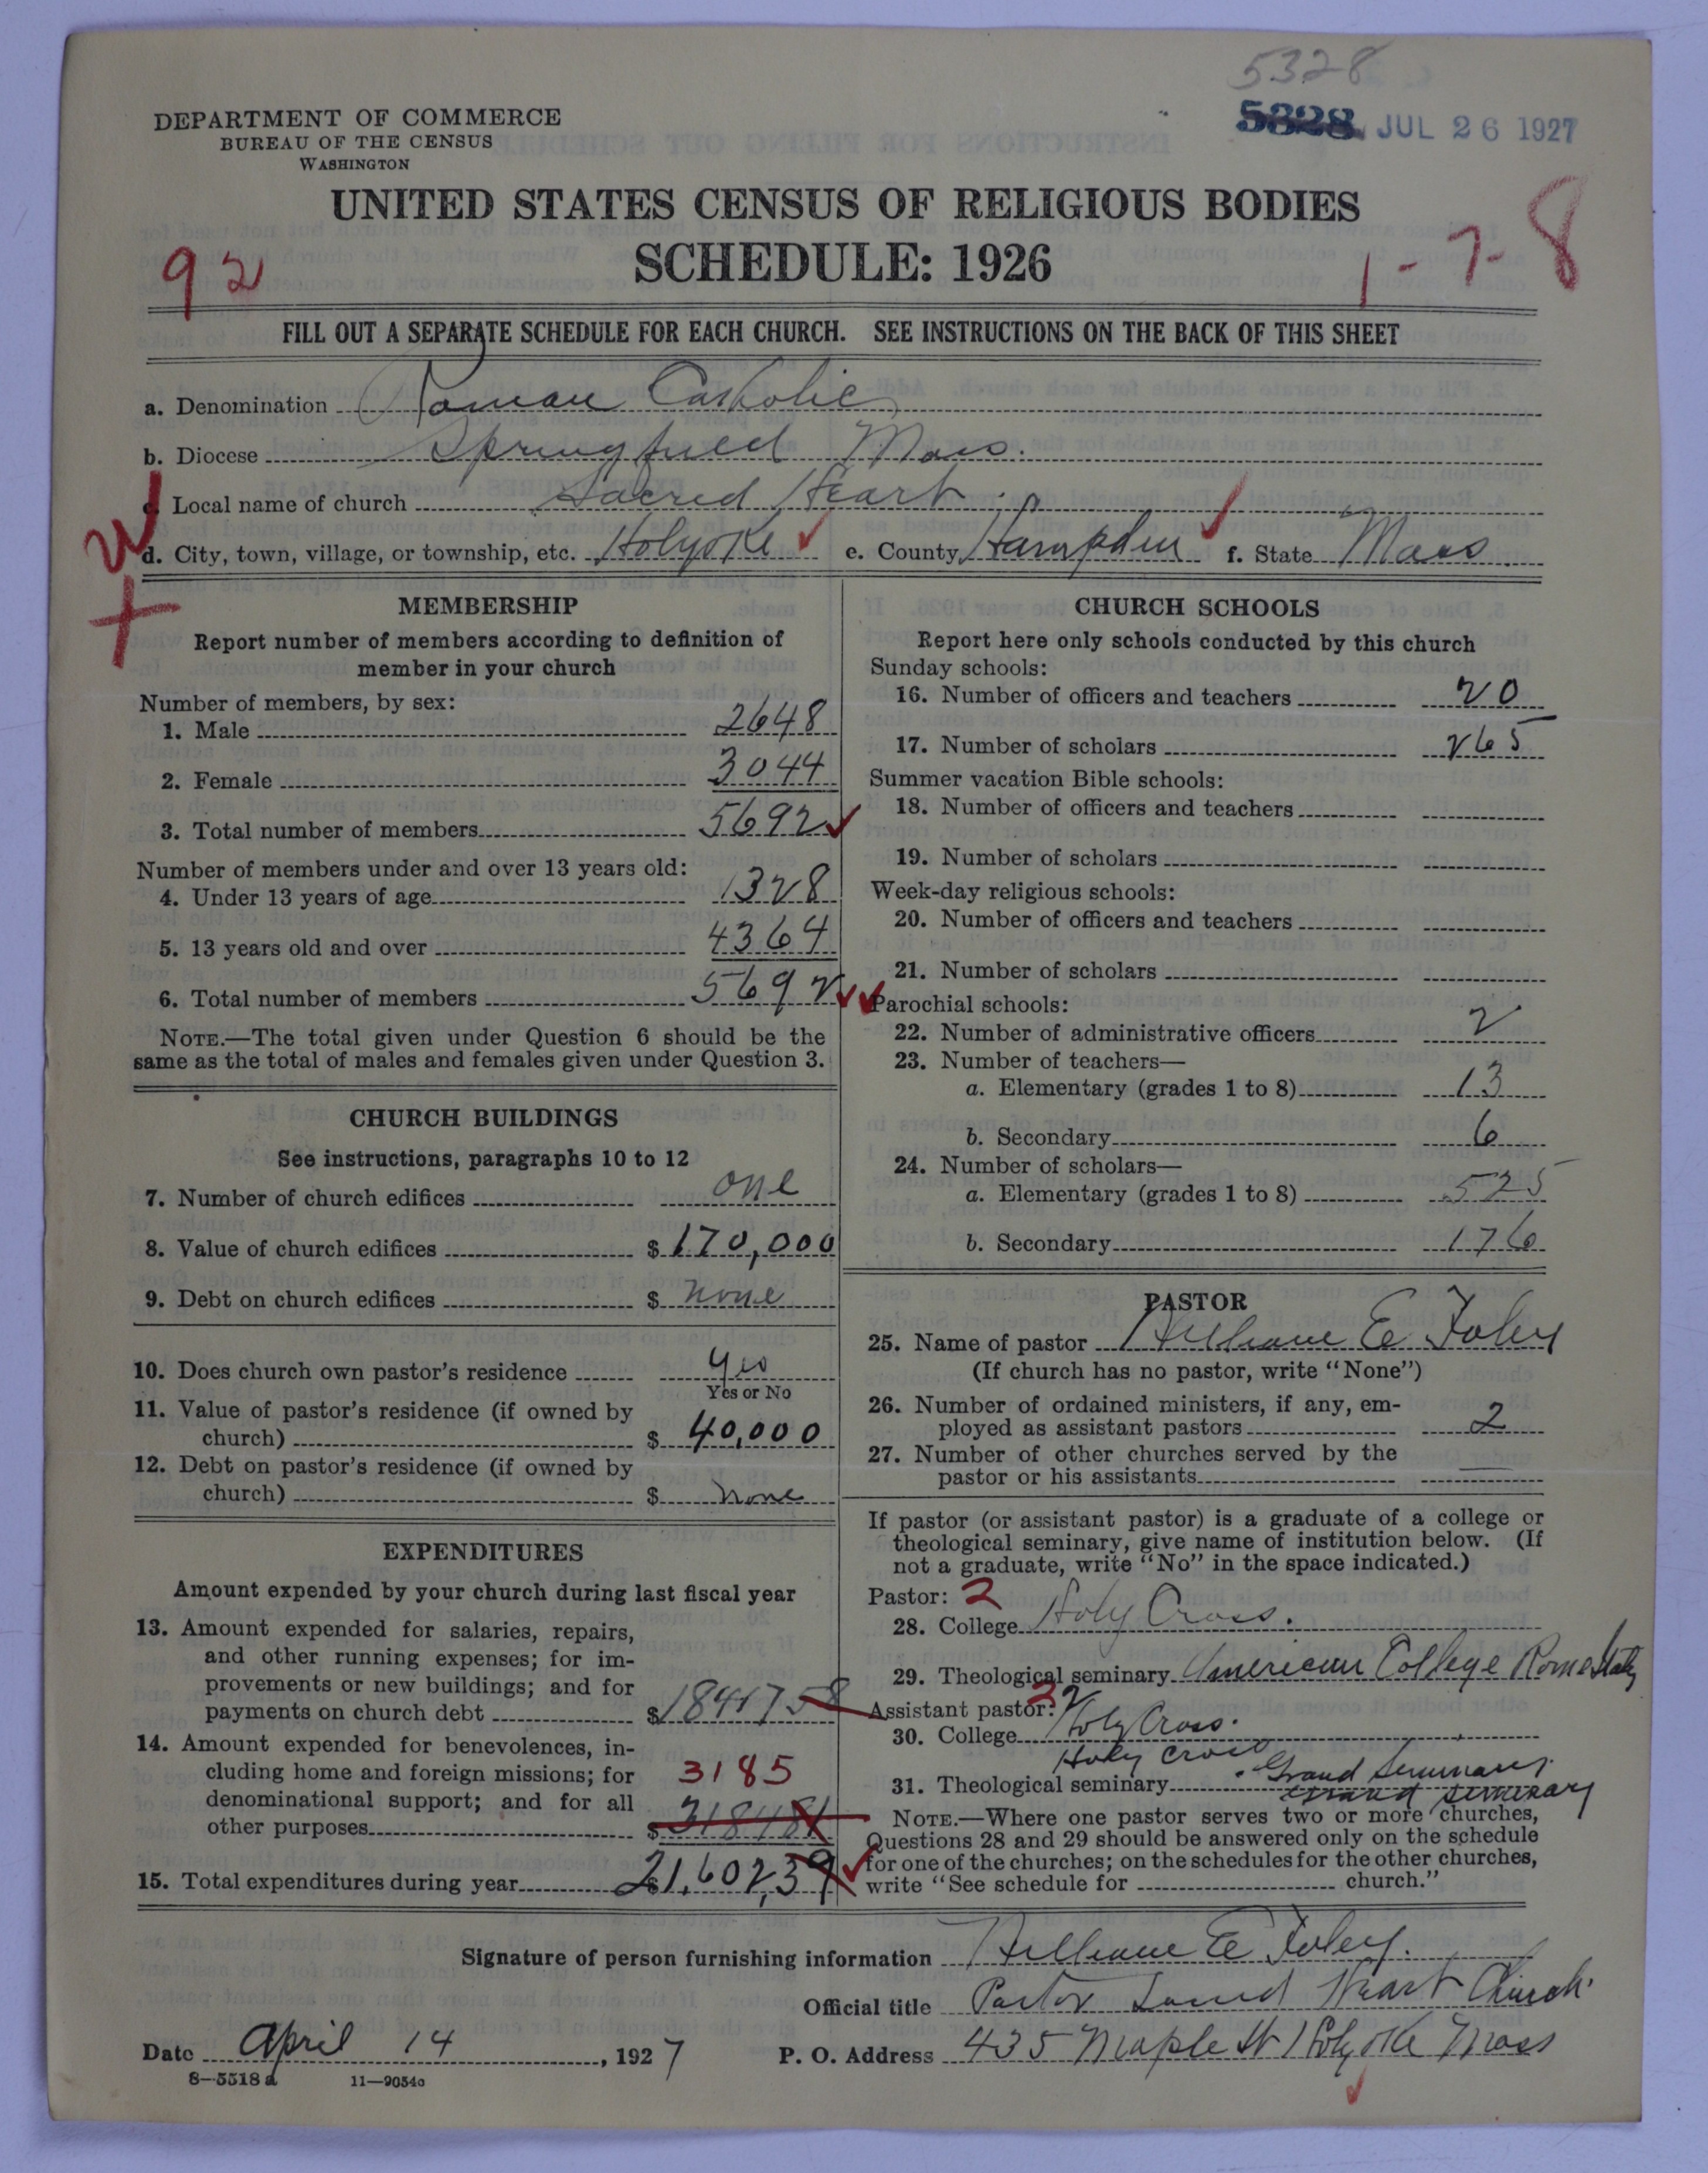 5328
5328 JUL 26 1927
DEPARTMENT OF COMMERCE
BUREAU OF THE CENSUS
WASHINGTON
UNITED STATES CENSUS OF RELIGIOUS BODIES
SCHEDULE: 1926
92
1-7-8
FILL OUT A SEPARATE SCHEDULE FOR EACH CHURCH. SEE INSTRUCTIONS ON THE BACK OF THIS SHEET
a. Denomination Roman Catholic
b. Diocese Springfield Mass.
c. Local name of church Sacred Heart.
d. City, town, village, or township, etc. Holyoke e. County Hampden f. State Mass
MEMBERSHIP
Report number of members according to definition of
member in your church
Number of members, by sex:
1. Male 2648
2. Female 3044
3. Total number of members 5692
Number of members under and over 13 years old:
4. Under 13 years of age 1328
5. 13 years old and over 4364
6. Total number of members 5692
NOTE.—The total given under Question 6 should be the
same as the total of males and females given under Question 3.
CHURCH BUILDINGS
See instructions, paragraphs 10 to 12
7. Number of church edifices one
8. Value of church edifices $170,000
9. Debt on church edifices $ none
10. Does church own pastor's residence Yes
Yes or No
11. Value of pastor's residence (if owned by
church) $ 40,000
12. Debt on pastor's residence (if owned by
church) $ none
EXPENDITURES
Amount expended by your church during last fiscal year
13. Amount expended for salaries, repairs,
and other running expenses; for im-
provements or new buildings; and for
payments on church debt $1841758
14. Amount expended for benevolences, in-
cluding home and foreign missions; for 3185
denominational support; and for all
other purposes $318481
15. Total expenditures during year $21,602,39
CHURCH SCHOOLS
Report here only schools conducted by this church
Sunday schools:
16. Number of officers and teachers 20
17. Number of scholars 265
Summer vacation Bible schools:
18. Number of officers and teachers
19. Number of scholars
Week-day religious schools:
20. Number of officers and teachers
21. Number of scholars
Parochial schools:
22. Number of administrative officers 2
23. Number of teachers—
a. Elementary (grades 1 to 8) 13
b. Secondary 6
24. Number of scholars—
a. Elementary (grades 1 to 8) 525
b. Secondary 176
PASTOR
25. Name of pastor William E Foley
(If church has no pastor, write "None")
26. Number of ordained ministers, if any, em-
ployed as assistant pastors 2
27. Number of other churches served by the
pastor or his assistants —
If pastor (or assistant pastor) is a graduate of a college or
theological seminary, give name of institution below. (If
not a graduate, write "No" in the space indicated.)
Pastor: 2
28. College Holy Cross.
29. Theological seminary American College Rome Italy
Assistant pastor: 2 2
30. College Holy Cross.
Holy Cross
31. Theological seminary Grand Seminary.
Grand Seminary
NOTE.—Where one pastor serves two or more churches,
Questions 28 and 29 should be answered only on the schedule
for one of the churches; on the schedules for the other churches,
write "See schedule for church."
Signature of person furnishing information William E Foley.
Official title Pastor Sacred Heart Church.
Date April 14, 1927 P. O. Address 435 Maple St Holyoke Mass
8—5518a 11—9054c